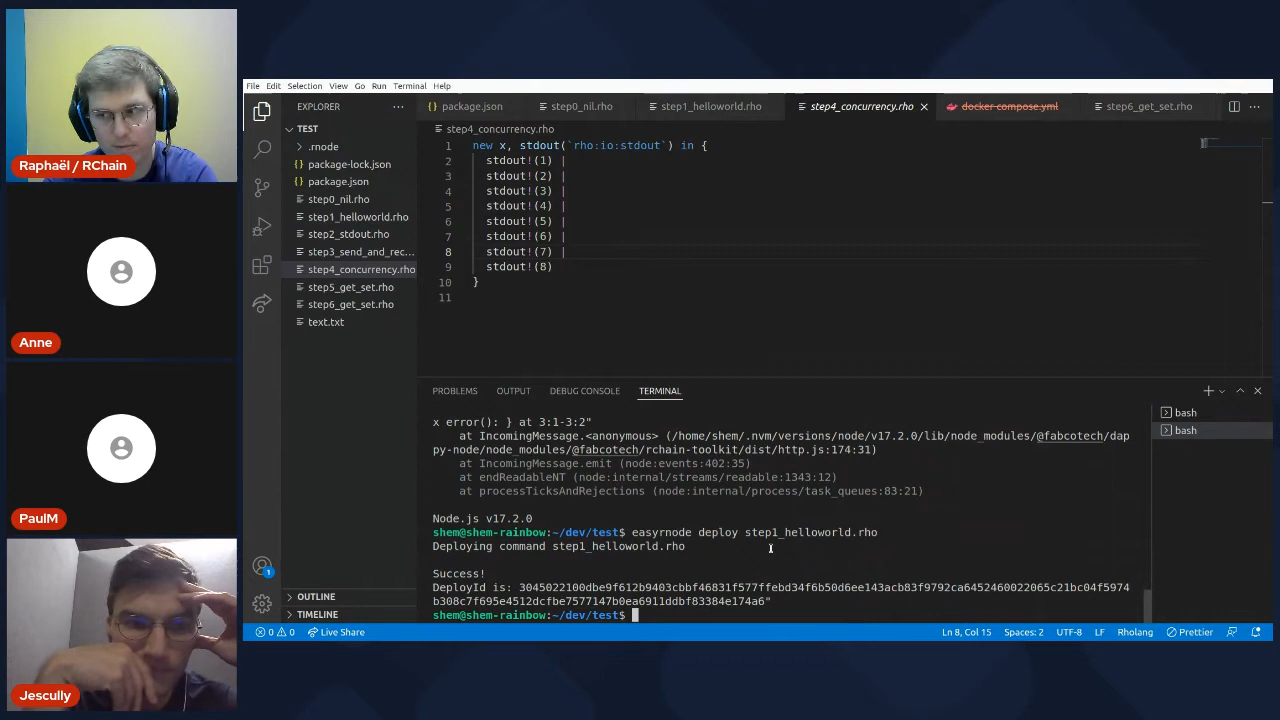 Raphaël / RChain
Anne
PaulM
Jescully
File Edit Selection View Go Run Terminal Help
EXPLORER
TEST
.rnode
package-lock.json
package.json
step0_nil.rho
step1_helloworld.rho
step2_stdout.rho
step3_send_and_rec...
step4_concurrency.rho
step5_get_set.rho
step6_get_set.rho
text.txt
OUTLINE
TIMELINE
package.json step0_nil.rho step1_helloworld.rho step4_concurrency.rho docker-compose.yml step6_get_set.rho
step4_concurrency.rho
1 new x, stdout(`rho:io:stdout`) in {
2 stdout!(1) |
3 stdout!(2) |
4 stdout!(3) |
5 stdout!(4) |
6 stdout!(5) |
7 stdout!(6) |
8 stdout!(7) |
9 stdout!(8)
10 }
11
PROBLEMS OUTPUT DEBUG CONSOLE TERMINAL
bash
bash
x error(): } at 3:1-3:2"
at IncomingMessage.<anonymous> (/home/shem/.nvm/versions/node/v17.2.0/lib/node_modules/@fabcotech/dap
py-node/node_modules/@fabcotech/rchain-toolkit/dist/http.js:174:31)
at IncomingMessage.emit (node:events:402:35)
at endReadableNT (node:internal/streams/readable:1343:12)
at processTicksAndRejections (node:internal/process/task_queues:83:21)
Node.js v17.2.0
shem@shem-rainbow:~/dev/test$ easyrnode deploy step1_helloworld.rho
Deploying command step1_helloworld.rho
Success!
DeployId is: 3045022100dbe9f612b9403cbbf46831f577ffebd34f6b50d6ee143acb83f9792ca6452460022065c21bc04f5974
b308c7f695e4512dcfbe7577147b0ea6911ddbf83384e174a6"
shem@shem-rainbow:~/dev/test$
0 0 Live Share Ln 8, Col 15 Spaces: 2 UTF-8 LF Rholang Prettier
1